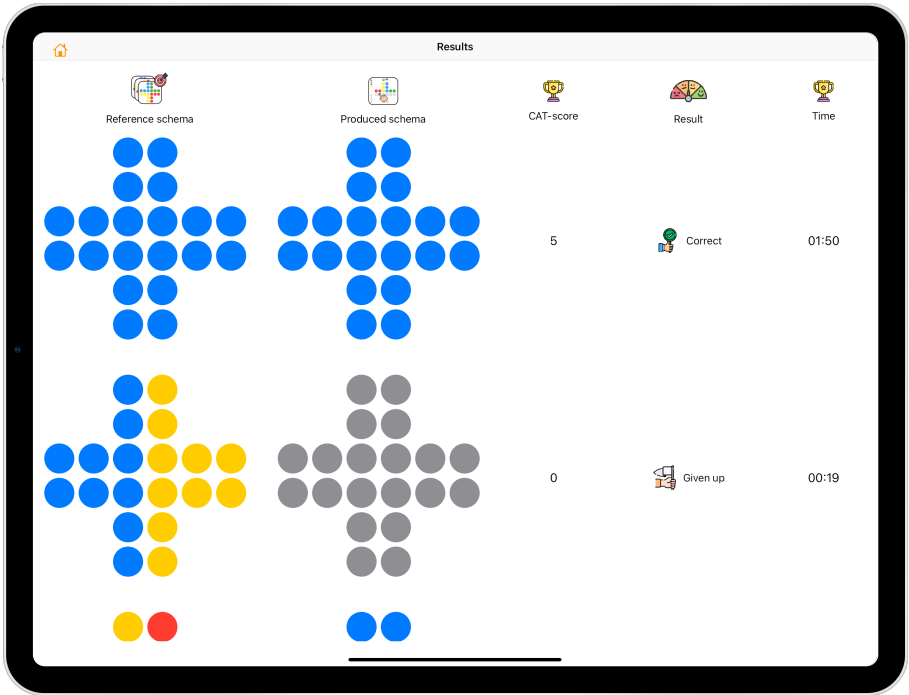 Results
Reference schema
Produced schema
CAT-score
Result
Time
5
Correct
01:50
0
Given up
00:19